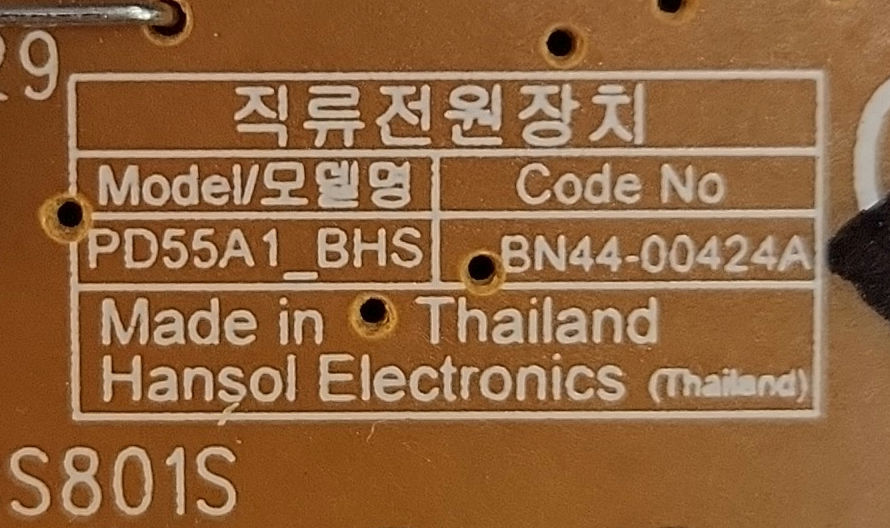 29
직류전원장치
Model/모델명 Code No
PD55A1_BHS BN44-00424A
Made in Thailand
Hansol Electronics (Thailand)
S801S